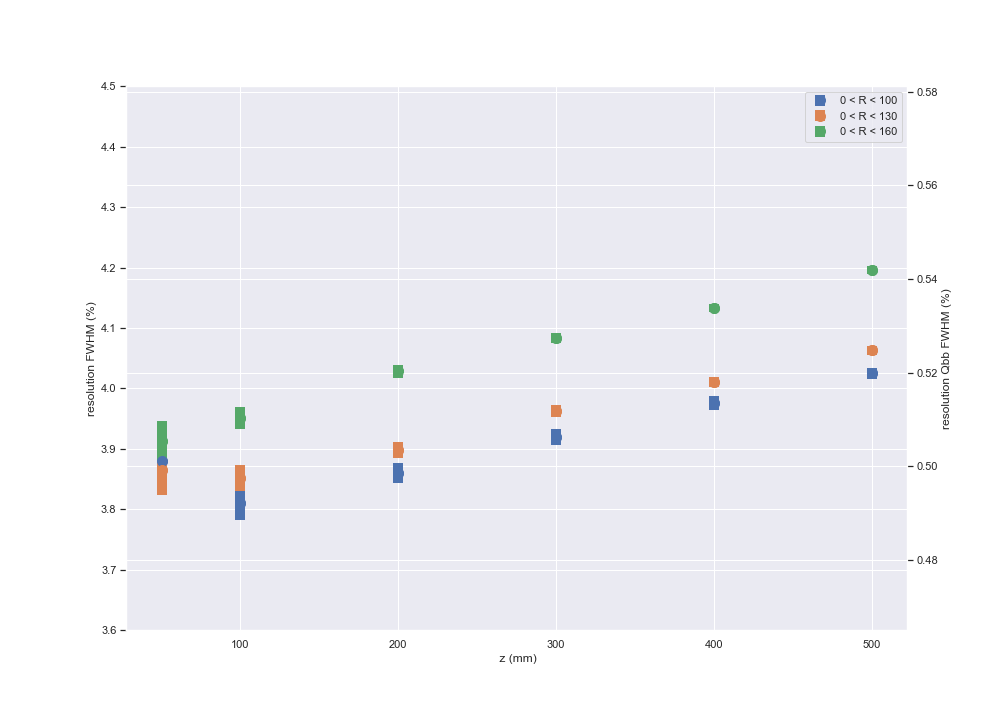 4.5
4.4
4.3
4.2
4.1
4.0
3.9
3.8
3.7
3.6
resolution FWHM (%)
0 < R < 100
0 < R < 130
0 < R < 160
0.58
0.56
0.54
0.52
0.50
0.48
resolution Qbb FWHM (%)
100 200 300 400 500
z (mm)